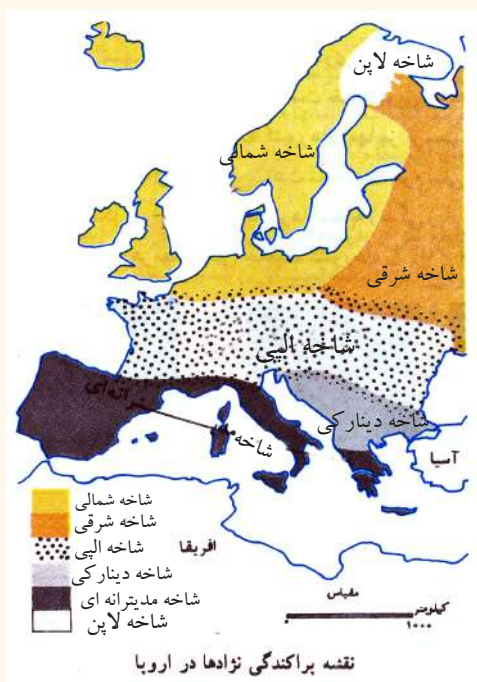 شاخه لاپن
شاخه شمالی
شاخه شرقی
شاخه الپی
شاخه دینارکی
شاخه مدیترانه ای
آسیا
افریقا
شاخه شمالی
شاخه شرقی
شاخه الپی
شاخه دینارکی
شاخه مدیترانه ای
شاخه لاپن
مقیاس
کیلومتر
۱۰۰۰ ۰
نقشه پراکندگی نژادها در اروپا